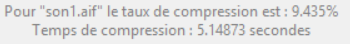 Pour "son1.aif" le taux de compression est : 9.435%
Temps de compression : 5.14873 secondes